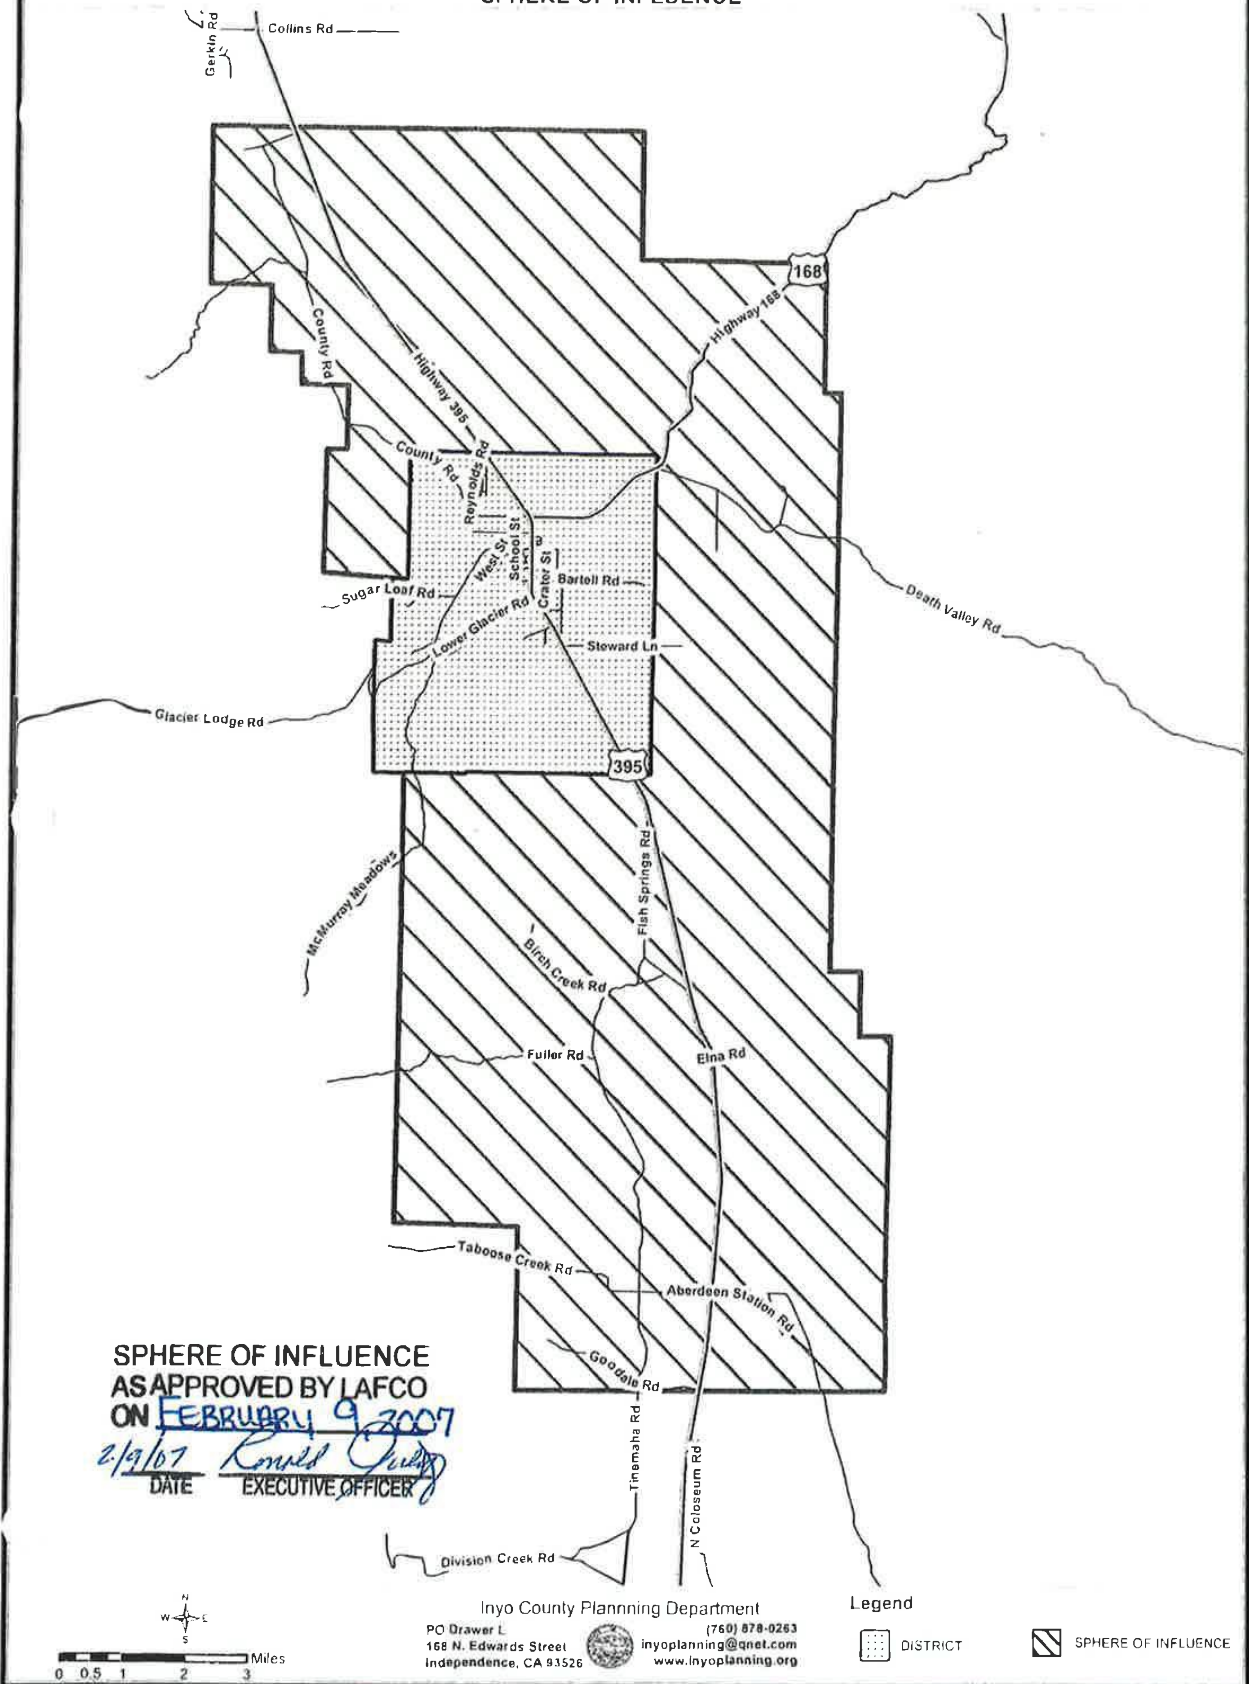 SPHERE OF INFLUENCE
Gerkin Rd
Collins Rd
168
Highway 168
County Rd
Highway 395
County Rd
Reynolds Rd
School St
West St
Crater St
Bartell Rd
Sugar Loaf Rd
Lower Glacier Rd
Steward Ln
Death Valley Rd
Glacier Lodge Rd
395
Fish Springs Rd
McMurray Meadows
Birch Creek Rd
Fuller Rd
Elna Rd
Taboose Creek Rd
Aberdeen Station Rd
Goodale Rd
SPHERE OF INFLUENCE
AS APPROVED BY LAFCO
ON FEBRUARY 9, 2007
2/9/07
DATE EXECUTIVE OFFICER
Tinemaha Rd
N Coloseum Rd
Division Creek Rd
N
W E
S
Miles
0 0.5 1 2 3
Inyo County Plannning Department
PO Drawer L
168 N. Edwards Street
Independence, CA 93526
(760) 878-0263
inyoplanning@qnet.com
www.inyoplanning.org
Legend
DISTRICT
SPHERE OF INFLUENCE